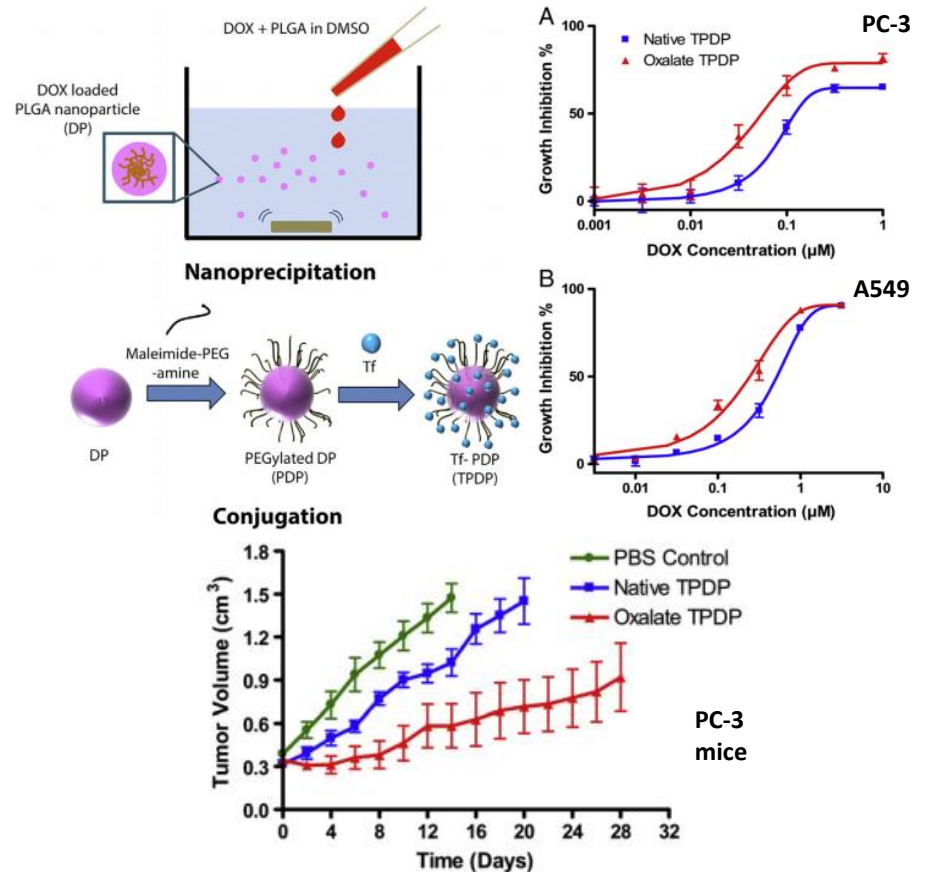 DOX + PLGA in DMSO
DOX loaded
PLGA nanoparticle
(DP)
Nanoprecipitation
Maleimide-PEG
-amine
Tf
DP
PEGylated DP
(PDP)
Tf- PDP
(TPDP)
Conjugation
A
PC-3
Native TPDP
Oxalate TPDP
Growth Inhibition %
100
50
0
0.001
0.01
0.1
1
DOX Concentration (µM)
B
A549
Growth Inhibition %
100
50
0
0.01
0.1
1
10
DOX Concentration (µM)
PBS Control
Native TPDP
Oxalate TPDP
Tumor Volume (cm³)
1.8
1.5
1.2
0.9
0.6
0.3
0.0
0
4
8
12
16
20
24
28
32
Time (Days)
PC-3
mice